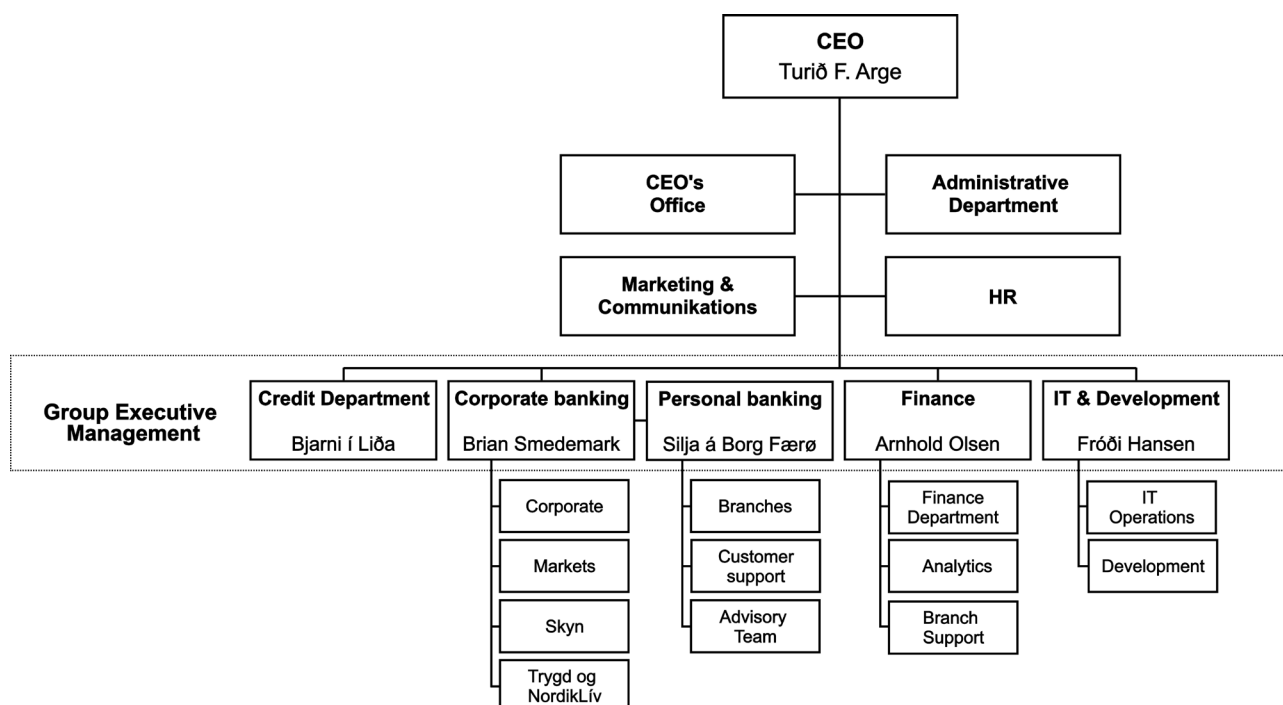 CEO
Turið F. Arge
CEO's
Office
Administrative
Department
Marketing &
Communikations
HR
Group Executive
Management
Credit Department
Bjarni í Liða
Corporate banking
Brian Smedemark
Personal banking
Silja á Borg Færø
Finance
Arnhold Olsen
IT & Development
Fróði Hansen
Corporate
Markets
Skyn
Trygd og
NordikLív
Branches
Customer
support
Advisory
Team
Finance
Department
Analytics
Branch
Support
IT
Operations
Development